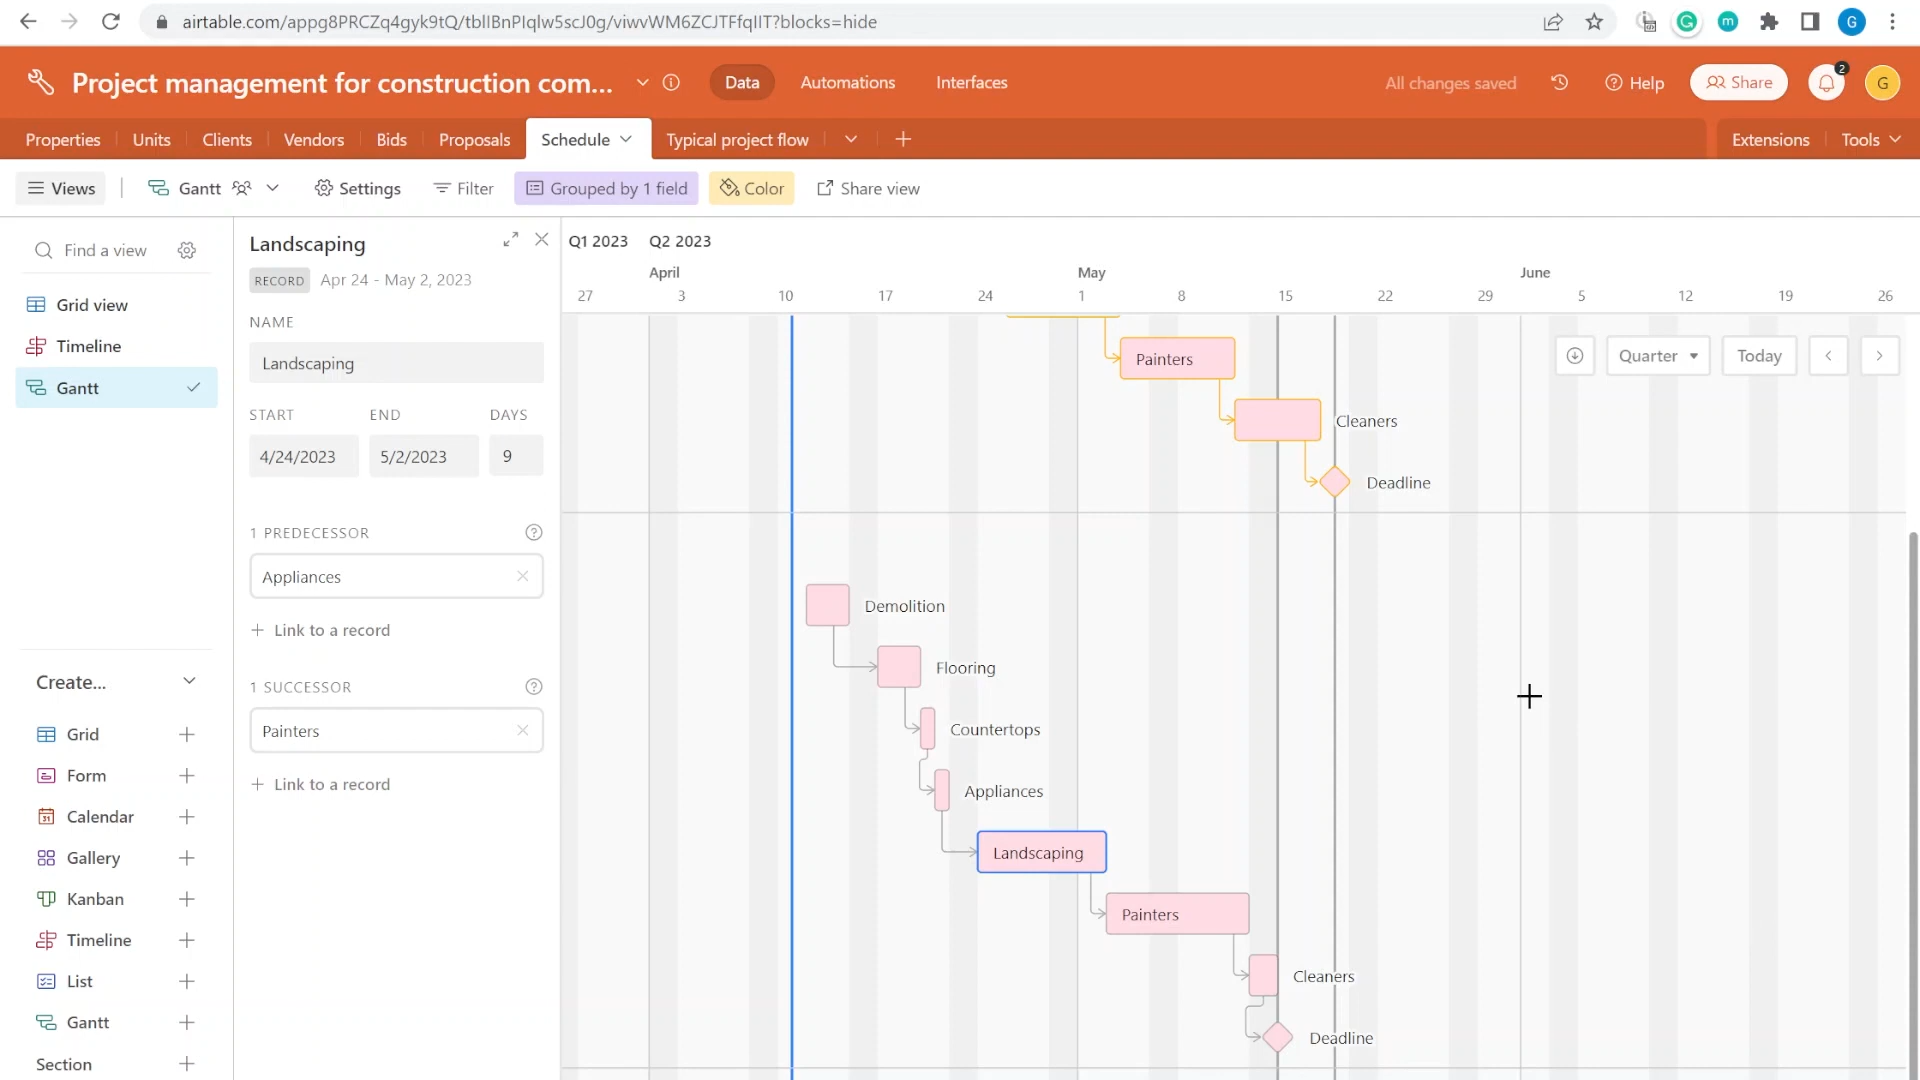 airtable.com/appg8PRCZq4gyk9tQ/tblIBnPIqlw5scJ0g/viwvWM6ZCJTFfqIIT?blocks=hide
G
m
G
Project management for construction com...
Data
Automations
Interfaces
All changes saved
Help
Share
2
G
Properties
Units
Clients
Vendors
Bids
Proposals
Schedule
Typical project flow
Extensions
Tools
Views
Gantt
Settings
Filter
Grouped by 1 field
Color
Share view
Find a view
Grid view
Timeline
Gantt
Create...
Grid
Form
Calendar
Gallery
Kanban
Timeline
List
Gantt
Section
Landscaping
RECORD Apr 24 - May 2, 2023
NAME
Landscaping
START END DAYS
4/24/2023 5/2/2023 9
1 PREDECESSOR
Appliances
Link to a record
1 SUCCESSOR
Painters
Link to a record
Q1 2023 Q2 2023
April May June
27 3 10 17 24 1 8 15 22 29 5 12 19 26
Quarter
Today
Painters
Cleaners
Deadline
Demolition
Flooring
Countertops
Appliances
Landscaping
Painters
Cleaners
Deadline